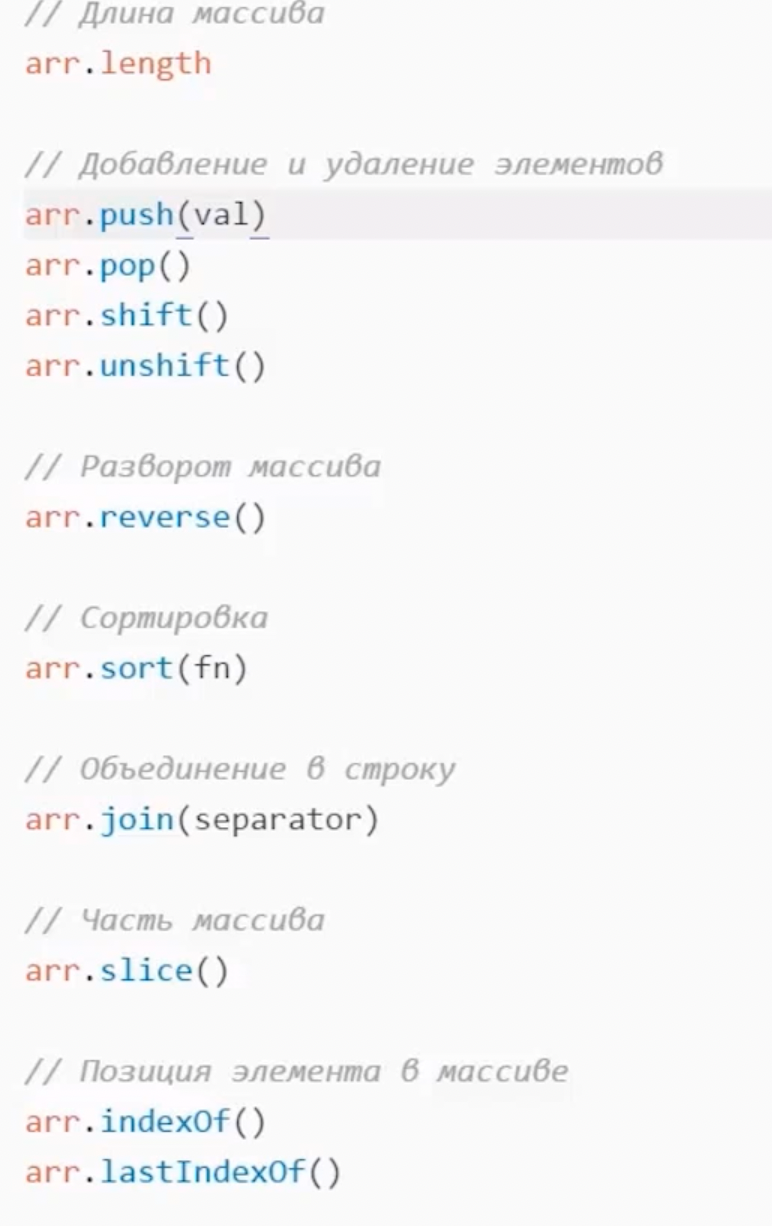 // Длина массива
arr.length
// Добавление и удаление элементов
arr.push(val)
arr.pop()
arr.shift()
arr.unshift()
// Разворот массива
arr.reverse()
// Сортировка
arr.sort(fn)
// Объединение в строку
arr.join(separator)
// Часть массива
arr.slice()
// Позиция элемента в массиве
arr.indexOf()
arr.lastIndexOf()